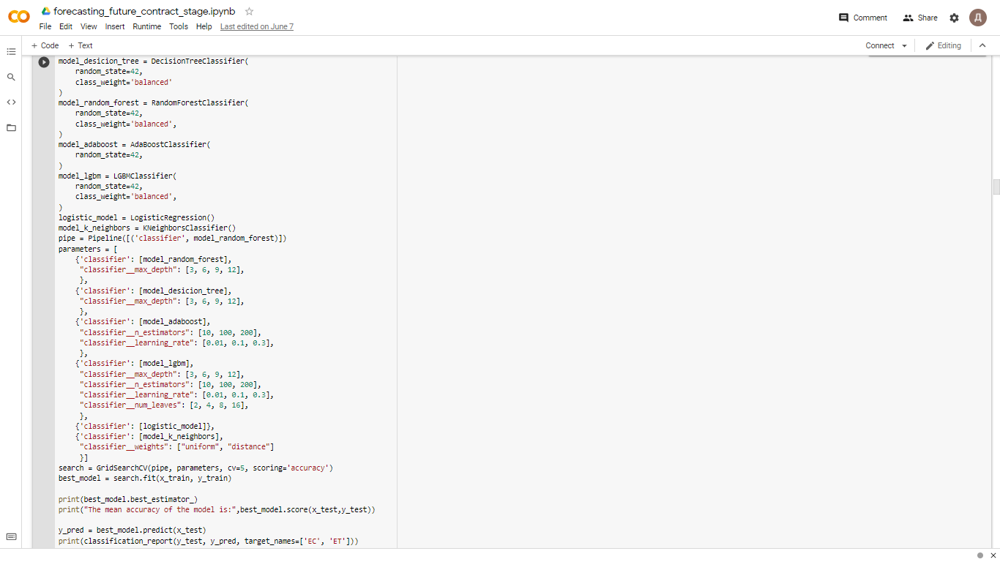 forecasting_future_contract_stage.ipynb
File Edit View Insert Runtime Tools Help Last edited on June 7
Comment Share Д
+ Code + Text Connect Editing
model_desicion_tree = DecisionTreeClassifier(
    random_state=42,
    class_weight='balanced'
)
model_random_forest = RandomForestClassifier(
    random_state=42,
    class_weight='balanced',
)
model_adaboost = AdaBoostClassifier(
    random_state=42,
)
model_lgbm = LGBMClassifier(
    random_state=42,
    class_weight='balanced',
)
logistic_model = LogisticRegression()
model_k_neighbors = KNeighborsClassifier()
pipe = Pipeline([('classifier', model_random_forest)])
parameters = [
    {'classifier': [model_random_forest],
     "classifier__max_depth": [3, 6, 9, 12],
     },
    {'classifier': [model_desicion_tree],
     "classifier__max_depth": [3, 6, 9, 12],
     },
    {'classifier': [model_adaboost],
     "classifier__n_estimators": [10, 100, 200],
     "classifier__learning_rate": [0.01, 0.1, 0.3],
     },
    {'classifier': [model_lgbm],
     "classifier__max_depth": [3, 6, 9, 12],
     "classifier__n_estimators": [10, 100, 200],
     "classifier__learning_rate": [0.01, 0.1, 0.3],
     "classifier__num_leaves": [2, 4, 8, 16],
     },
    {'classifier': [logistic_model]},
    {'classifier': [model_k_neighbors],
     "classifier__weights": ["uniform", "distance"]
     }]
search = GridSearchCV(pipe, parameters, cv=5, scoring='accuracy')
best_model = search.fit(x_train, y_train)
print(best_model.best_estimator_)
print("The mean accuracy of the model is:",best_model.score(x_test,y_test))
y_pred = best_model.predict(x_test)
print(classification_report(y_test, y_pred, target_names=['EC', 'ET']))